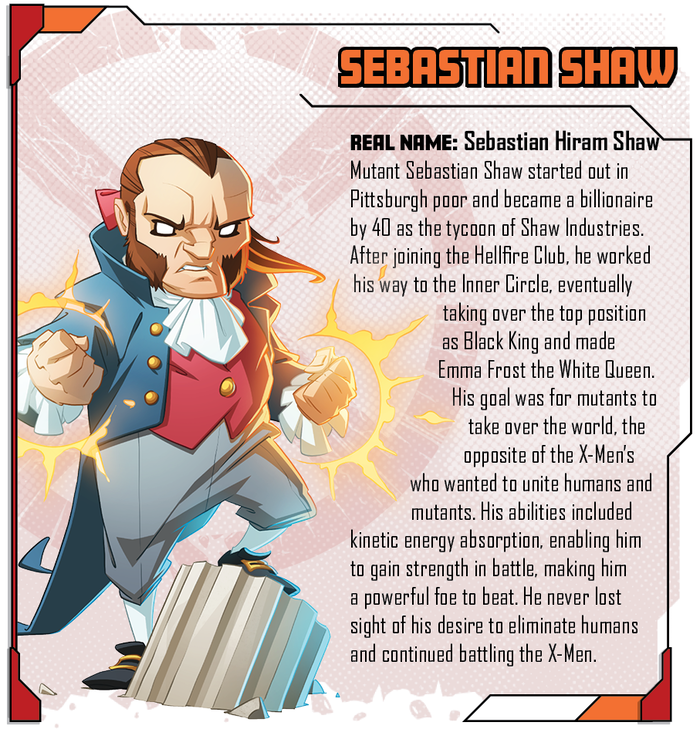 SEBASTIAN SHAW
REAL NAME: Sebastian Hiram Shaw
Mutant Sebastian Shaw started out in
Pittsburgh poor and became a billionaire
by 40 as the tycoon of Shaw Industries.
After joining the Hellfire Club, he worked
his way to the Inner Circle, eventually
taking over the top position
as Black King and made
Emma Frost the White Queen.
His goal was for mutants to
take over the world, the
opposite of the X-Men's
who wanted to unite humans and
mutants. His abilities included
kinetic energy absorption, enabling him
to gain strength in battle, making him
a powerful foe to beat. He never lost
sight of his desire to eliminate humans
and continued battling the X-Men.